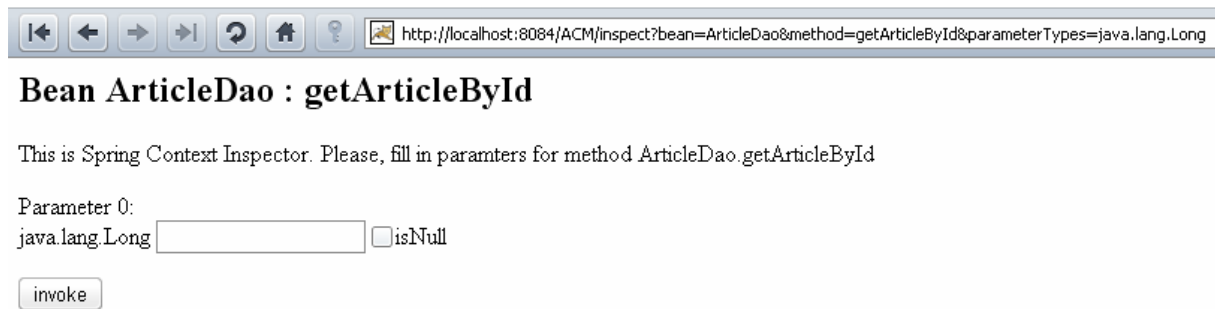 http://localhost:8084/ACM/inspect?bean=ArticleDao&method=getArticleById&parameterTypes=java.lang.Long
Bean ArticleDao : getArticleById
This is Spring Context Inspector. Please, fill in paramters for method ArticleDao.getArticleById
Parameter 0:
java.lang.Long isNull
invoke